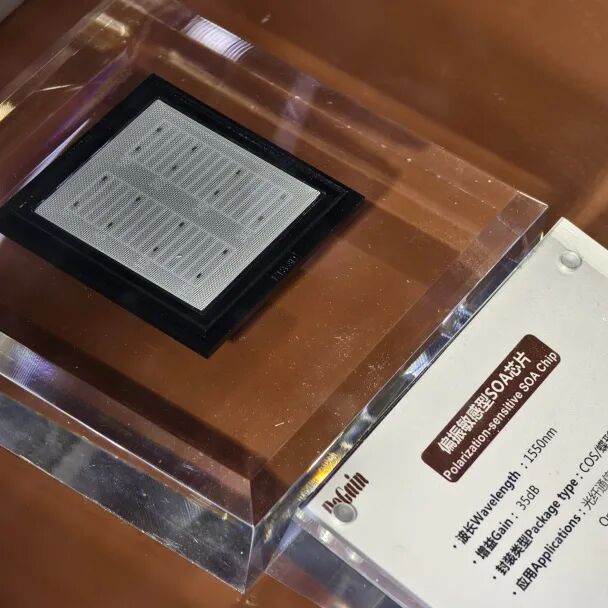 偏振敏感型SOA芯片
Polarization-sensitive SOA Chip
· 波长Wavelength：1550nm
· 增益Gain：35dB
· 封装类型Package type：COS/
· 应用Applications：光纤通